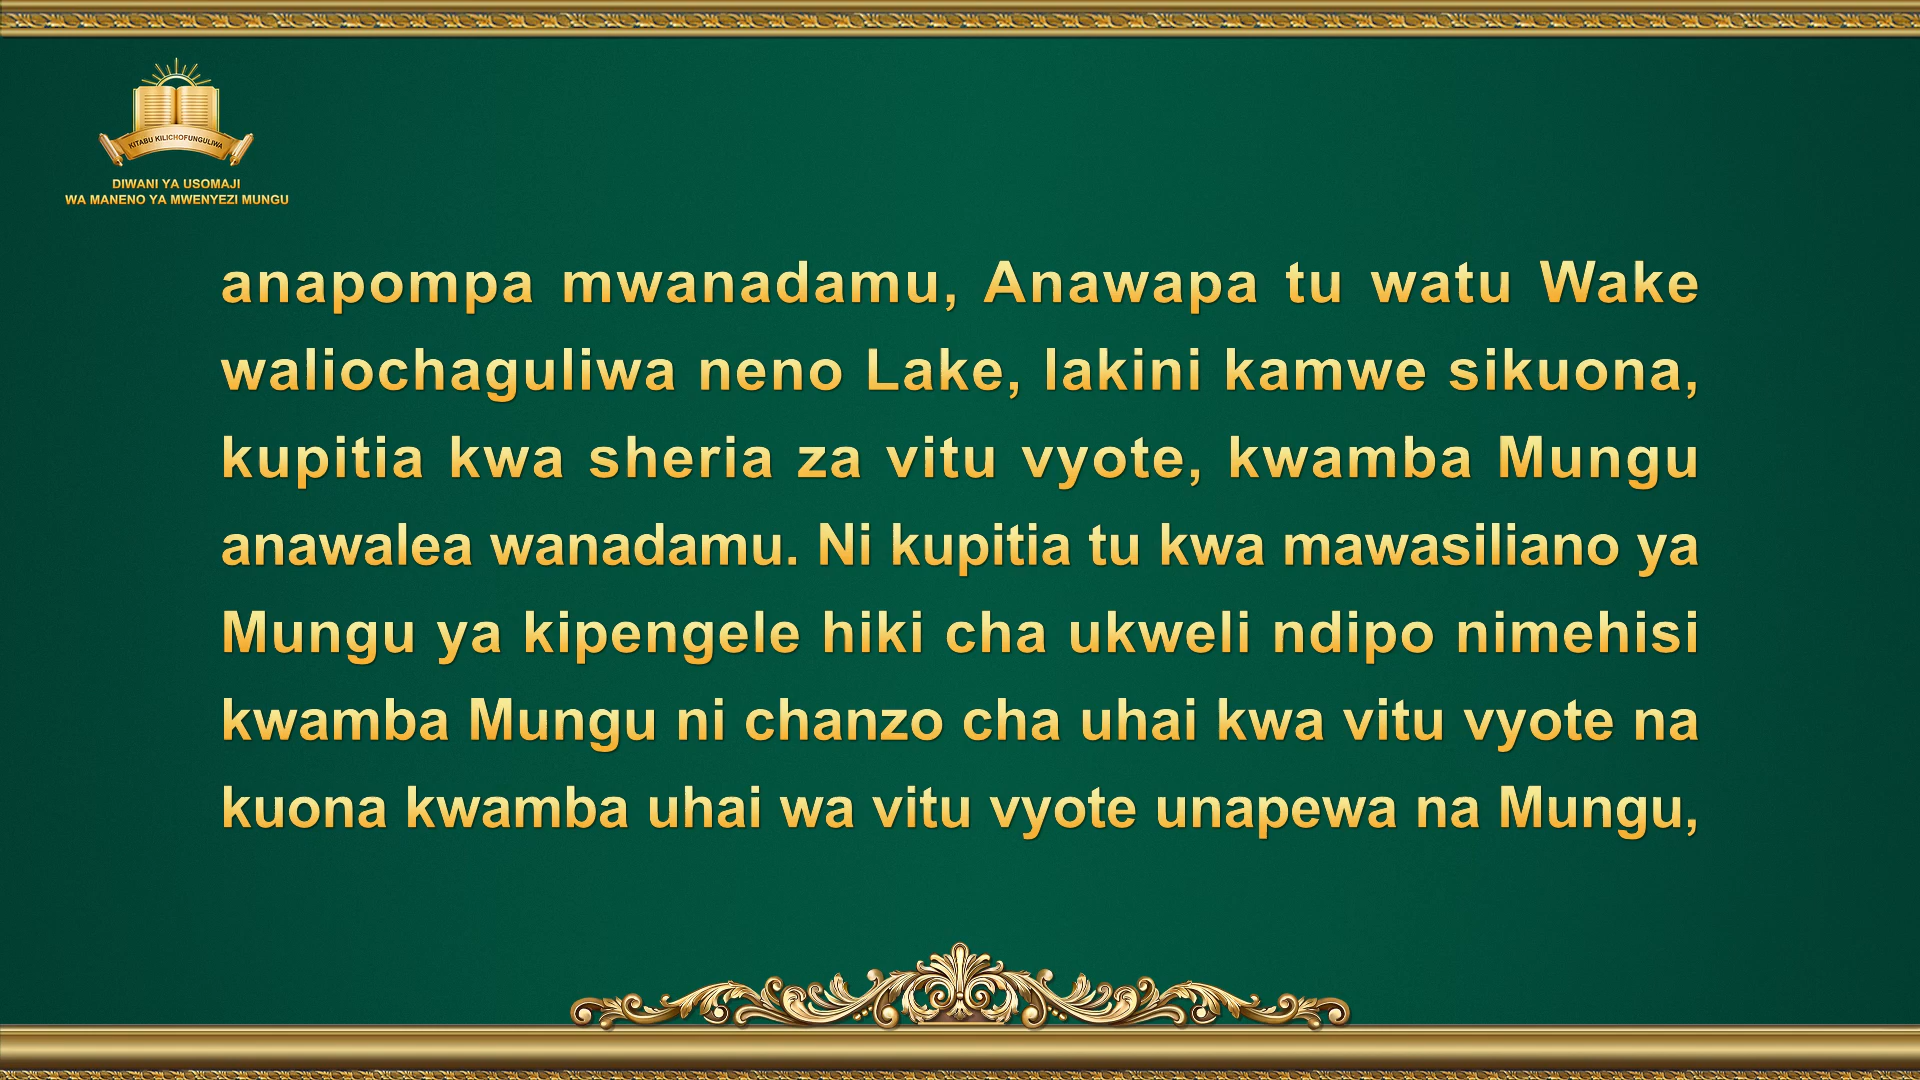 KITABU KILICHOFUNGULIWA
DIWANI YA USOMAJI
WA MANENO YA MWENYEZI MUNGU
anapompa mwanadamu, Anawapa tu watu Wake
waliochaguliwa neno Lake, lakini kamwe sikuona,
kupitia kwa sheria za vitu vyote, kwamba Mungu
anawalea wanadamu. Ni kupitia tu kwa mawasiliano ya
Mungu ya kipengele hiki cha ukweli ndipo nimehisi
kwamba Mungu ni chanzo cha uhai kwa vitu vyote na
kuona kwamba uhai wa vitu vyote unapewa na Mungu,